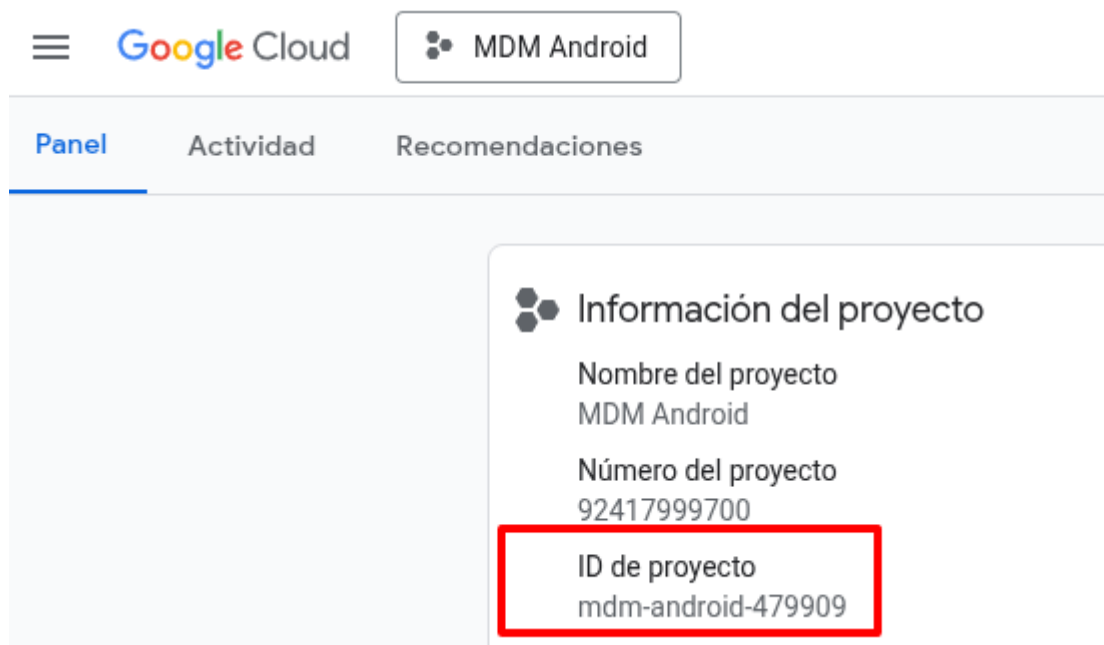 Google Cloud MDM Android
Panel Actividad Recomendaciones
Información del proyecto
Nombre del proyecto
MDM Android
Número del proyecto
92417999700
ID de proyecto
mdm-android-479909